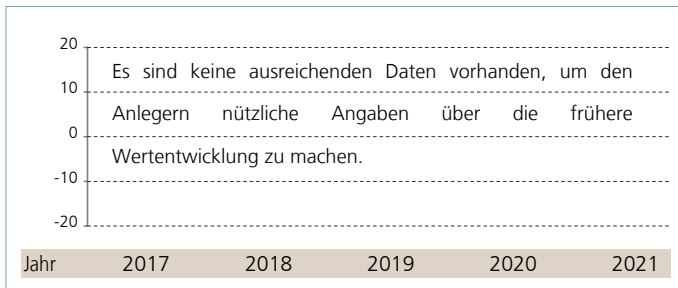 20
Es sind keine ausreichenden Daten vorhanden, um den
10
Anlegern nützliche Angaben über die frühere
0
Wertentwicklung zu machen.
-10
-20
Jahr 2017 2018 2019 2020 2021